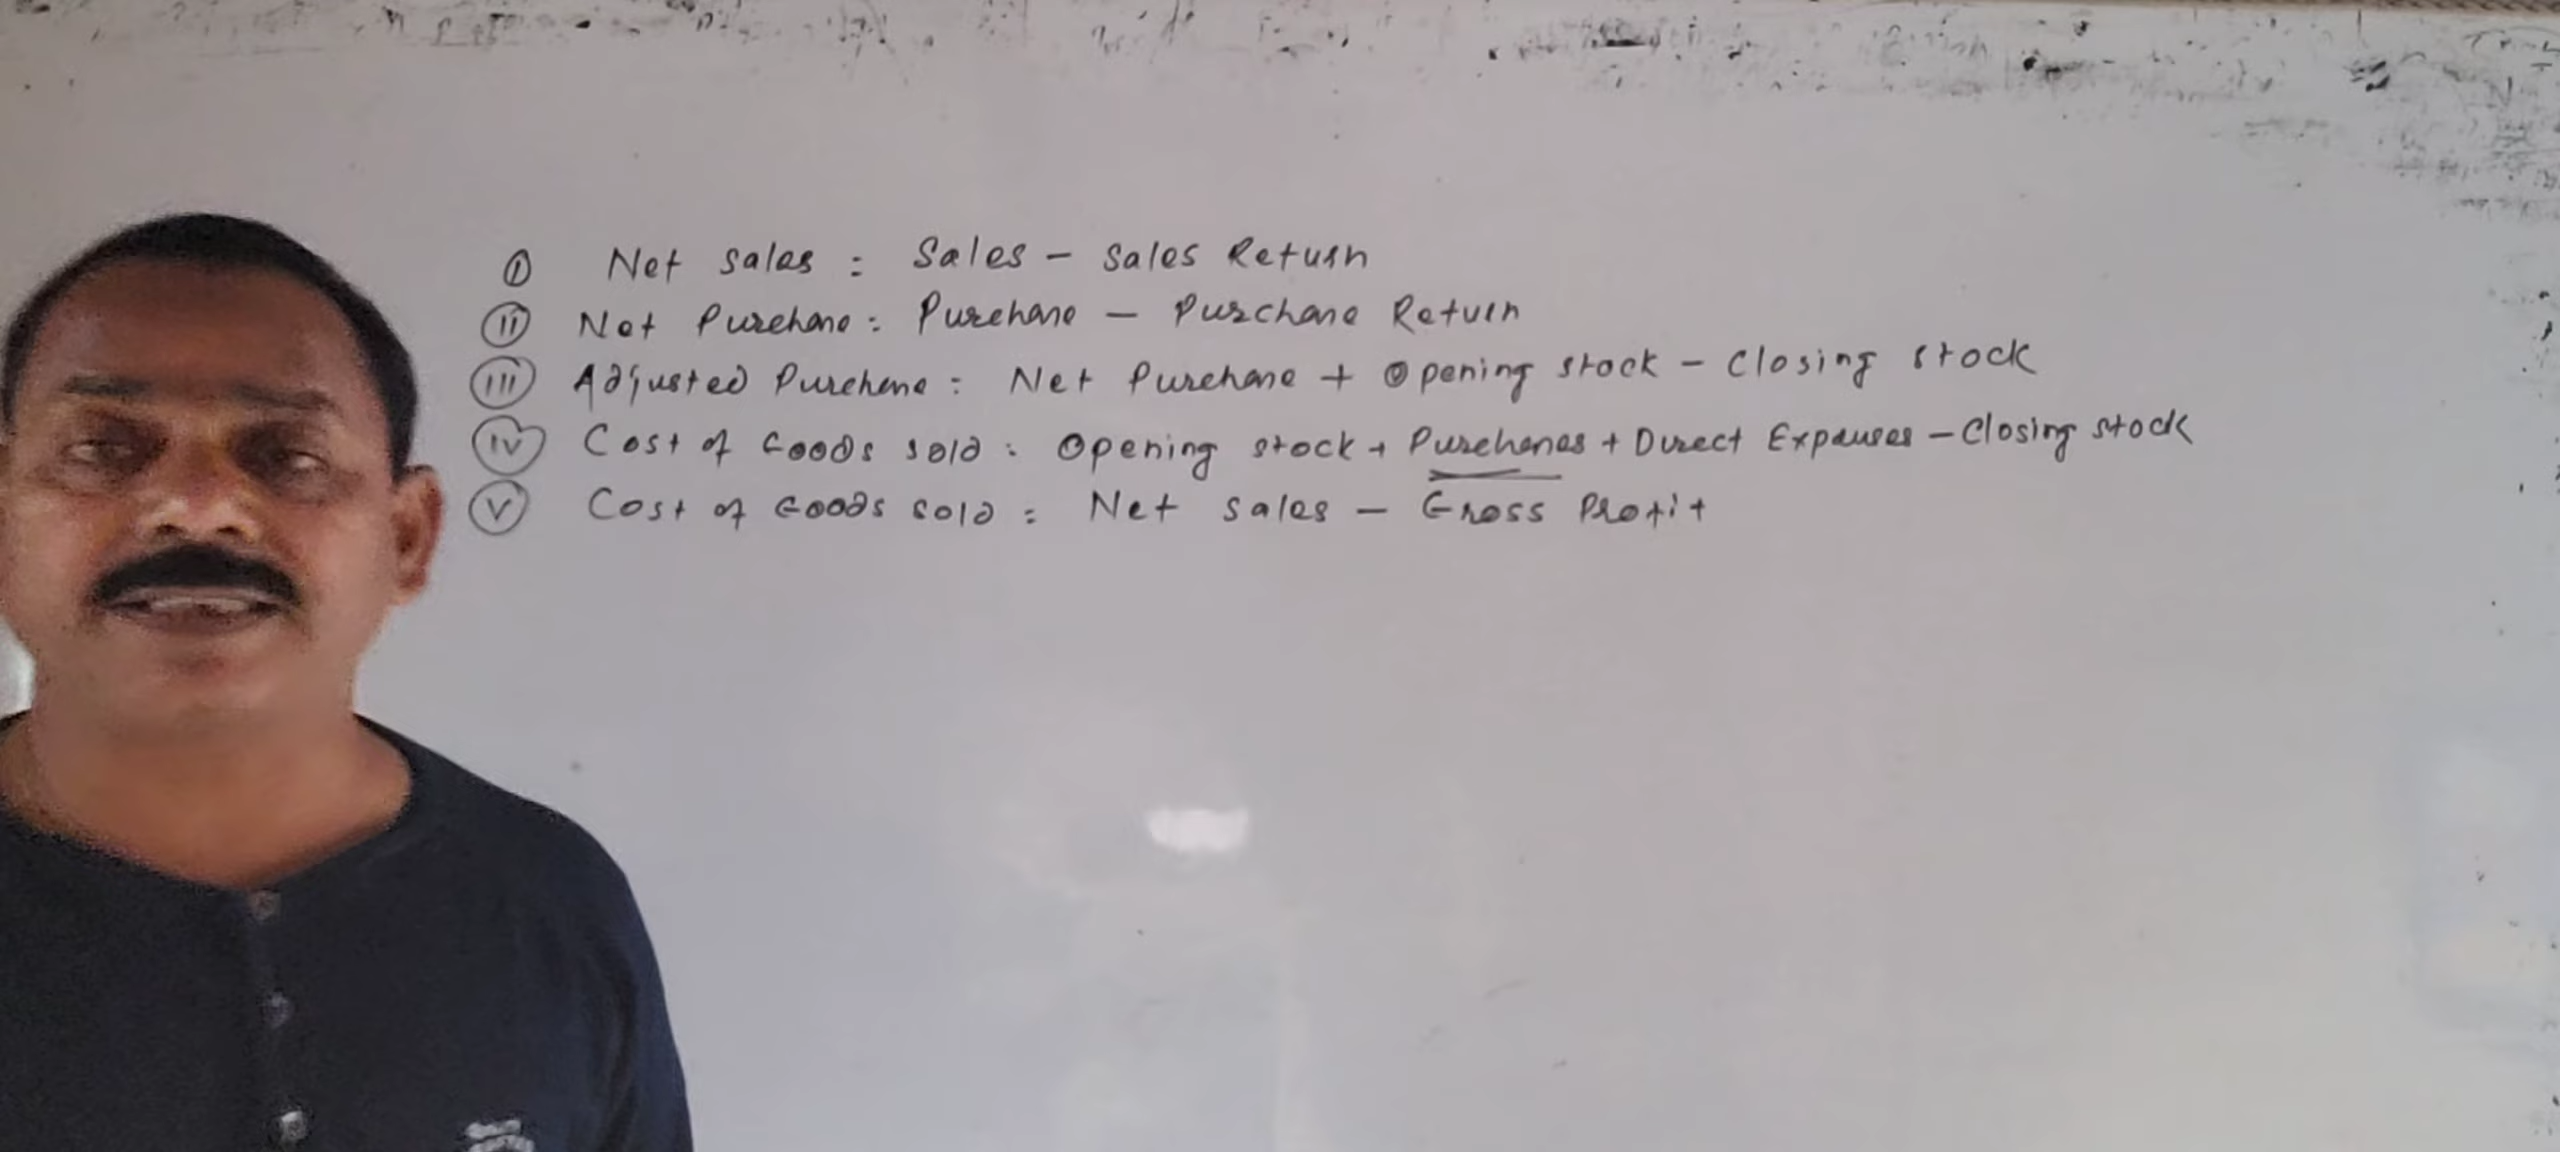 ① Net Sales = Sales - Sales Return
ⅱ Net Purchase = Purchase - Purchase Return
ⅲ Adjusted Purchase = Net Purchase + Opening Stock - Closing Stock
ⅳ Cost of Goods Sold = Opening Stock + Purchases + Direct Expenses - Closing Stock
ⅴ Cost of Goods Sold = Net Sales - Gross Profit